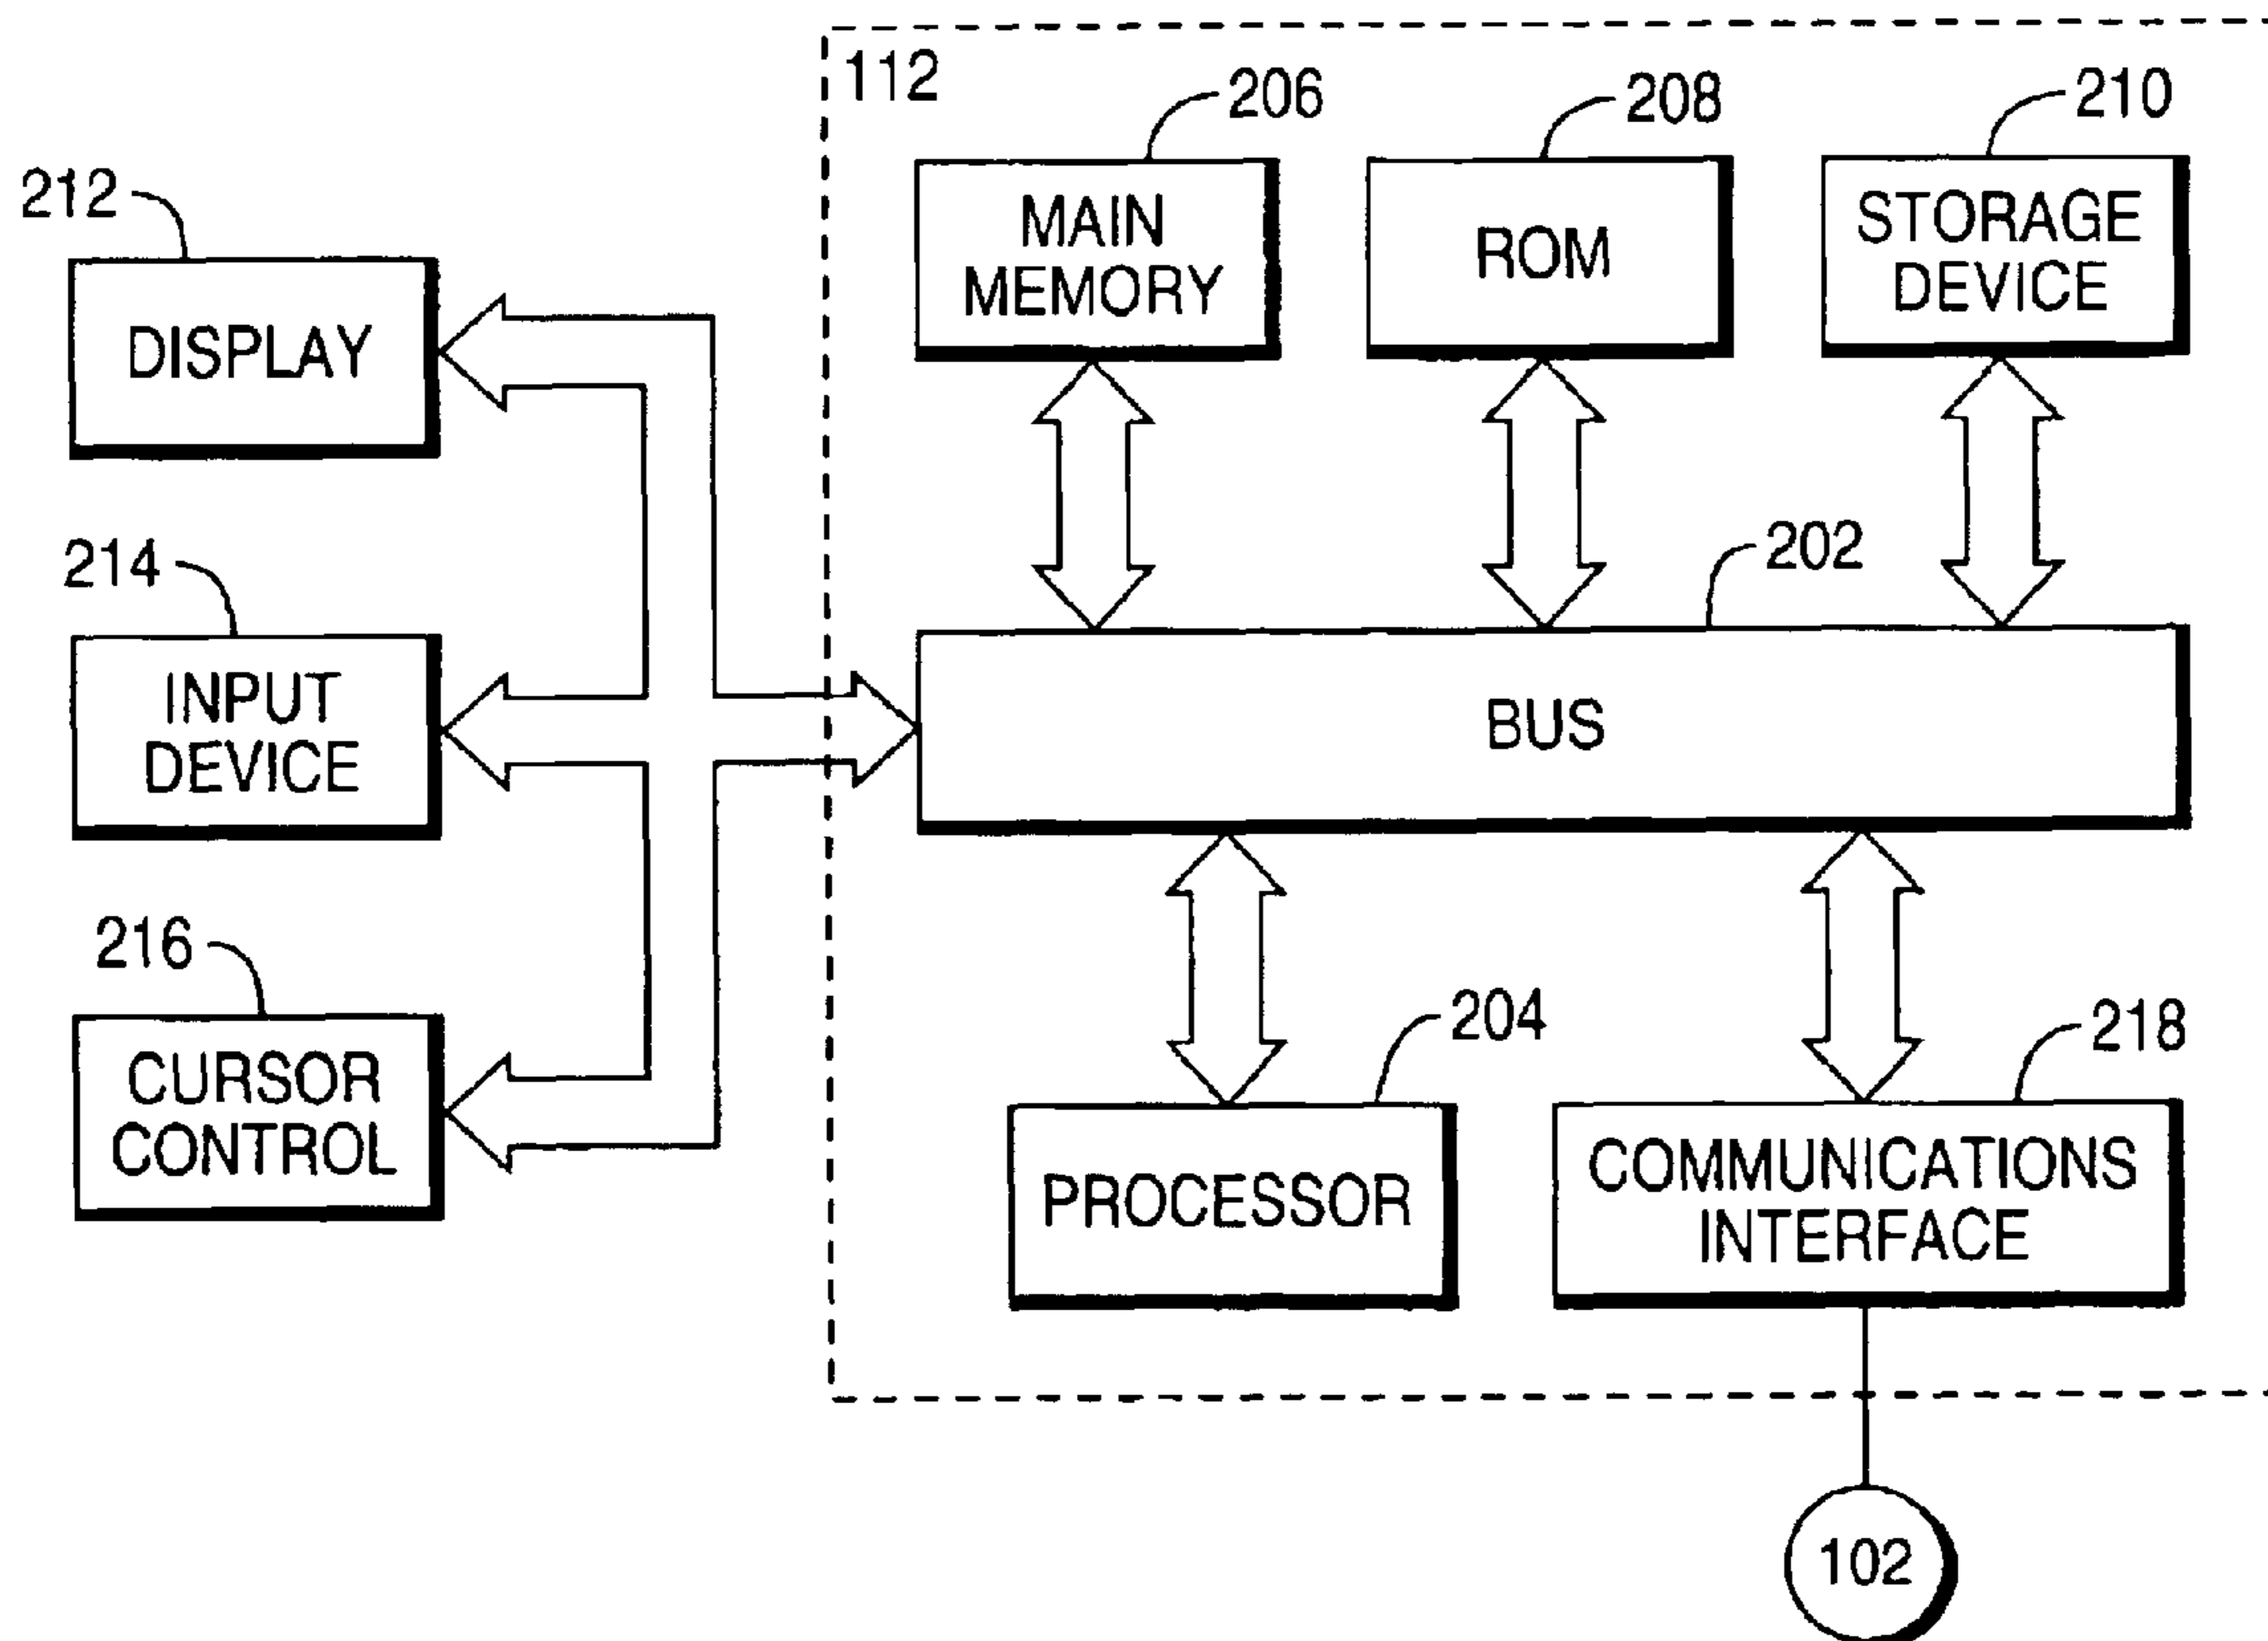 112
206
208
210
212
MAIN
MEMORY
ROM
STORAGE
DEVICE
DISPLAY
214
202
INPUT
DEVICE
BUS
216
204
218
CURSOR
CONTROL
PROCESSOR
COMMUNICATIONS
INTERFACE
102